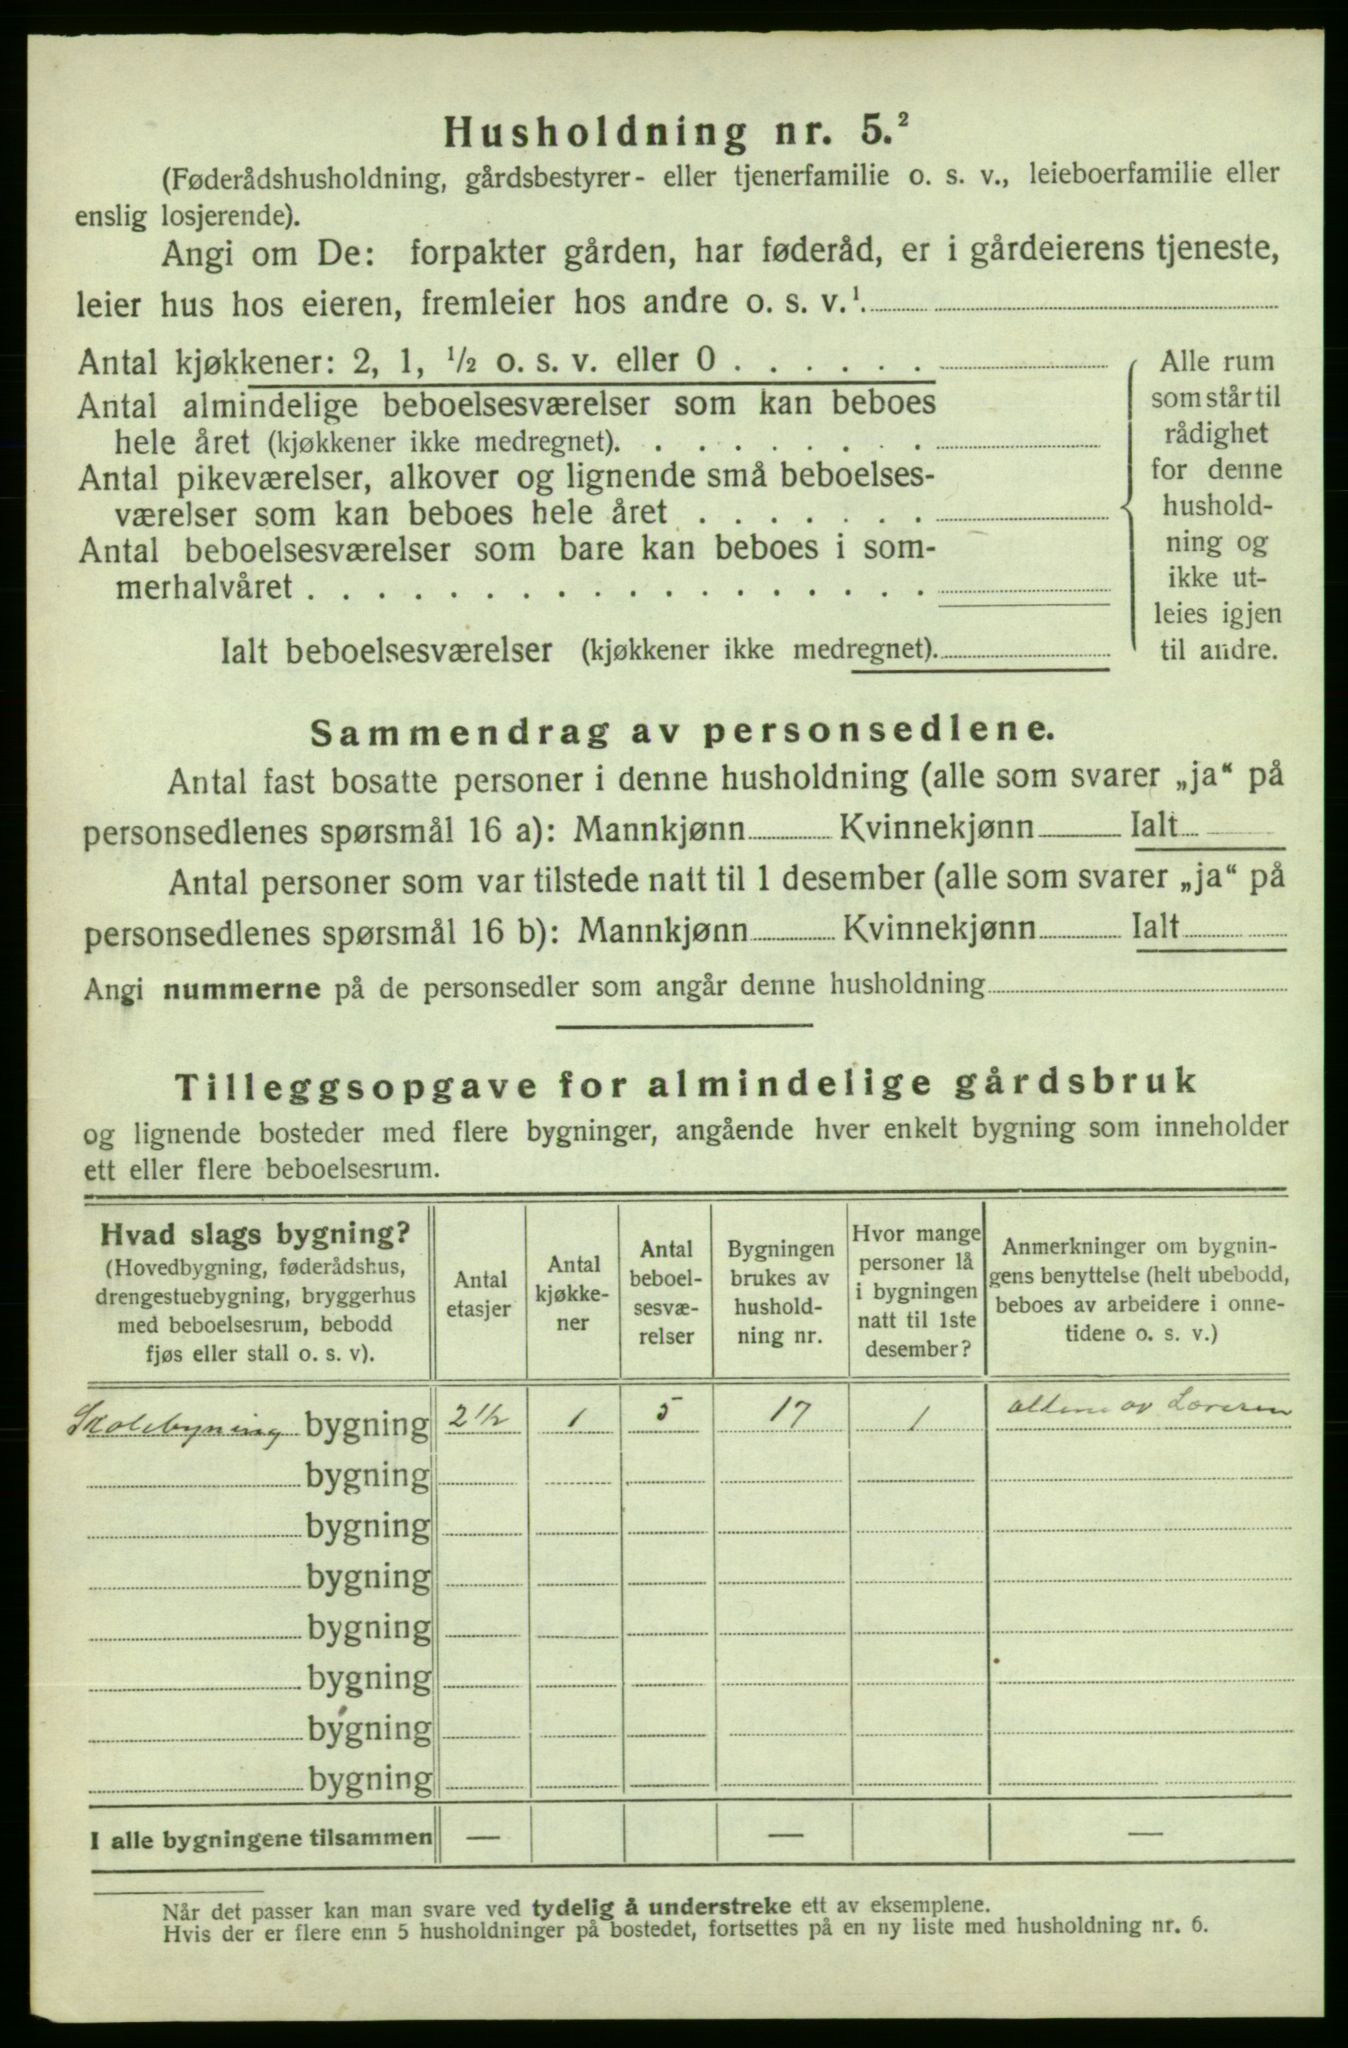 Husholdning nr. 5.²
(Føderådshusholdning, gårdsbestyrer- eller tjenerfamilie o. s. v., leieboerfamilie eller
enslig losjerende).
Angi om De: forpakter gården, har føderåd, er i gårdeierens tjeneste,
leier hus hos eieren, fremleier hos andre o. s. v.¹.
Antal kjøkkener: 2, 1, ½ o. s. v. eller 0 . . . . . .
Antal almindelige beboelsesværelser som kan beboes
hele året (kjøkkener ikke medregnet). . . . . . . . .
Antal pikeværelser, alkover og lignende små beboelses-
værelser som kan beboes hele året . . . . . . .
Antal beboelsesværelser som bare kan beboes i som-
merhalvåret . . . . . . . . . . . . . . . . . .
Ialt beboelsesværelser (kjøkkener ikke medregnet).
Alle rum
som står til
rådighet
for denne
hushold-
ning og
ikke ut-
leies igjen
til andre.
Sammendrag av personsedlene.
Antal fast bosatte personer i denne husholdning (alle som svarer „ja“ på
personsedlenes spørsmål 16 a): Mannkjønn Kvinnekjønn Ialt
Antal personer som var tilstede natt til 1 desember (alle som svarer „ja“ på
personsedlenes spørsmål 16 b): Mannkjønn Kvinnekjønn Ialt
Angi nummerne på de personsedler som angår denne husholdning
Tilleggsopgave for almindelige gårdsbruk
og lignende bosteder med flere bygninger, angående hver enkelt bygning som inneholder
ett eller flere beboelsesrum.
Hvad slags bygning?
(Hovedbygning, føderådshus,
drengestuebygning, bryggerhus
med beboelsesrum, bebodd
fjøs eller stall o. s. v).
Antal
etasjer
Antal
kjøkke-
ner
Antal
beboel-
sesvæ-
relser
Bygningen
brukes av
hushold-
ning nr.
Hvor mange
personer lå
i bygningen
natt til 1ste
desember?
Anmerkninger om bygnin-
gens benyttelse (helt ubebodd,
beboes av arbeidere i onne-
tidene o. s. v.)
Skolebyning bygning 2 ½ 1 5 17 1
bygning
bygning
bygning
bygning
bygning
bygning
bygning
I alle bygningene tilsammen — — —
Når det passer kan man svare ved tydelig å understreke ett av eksemplene.
Hvis der er flere enn 5 husholdninger på bostedet, fortsettes på en ny liste med husholdning nr. 6.